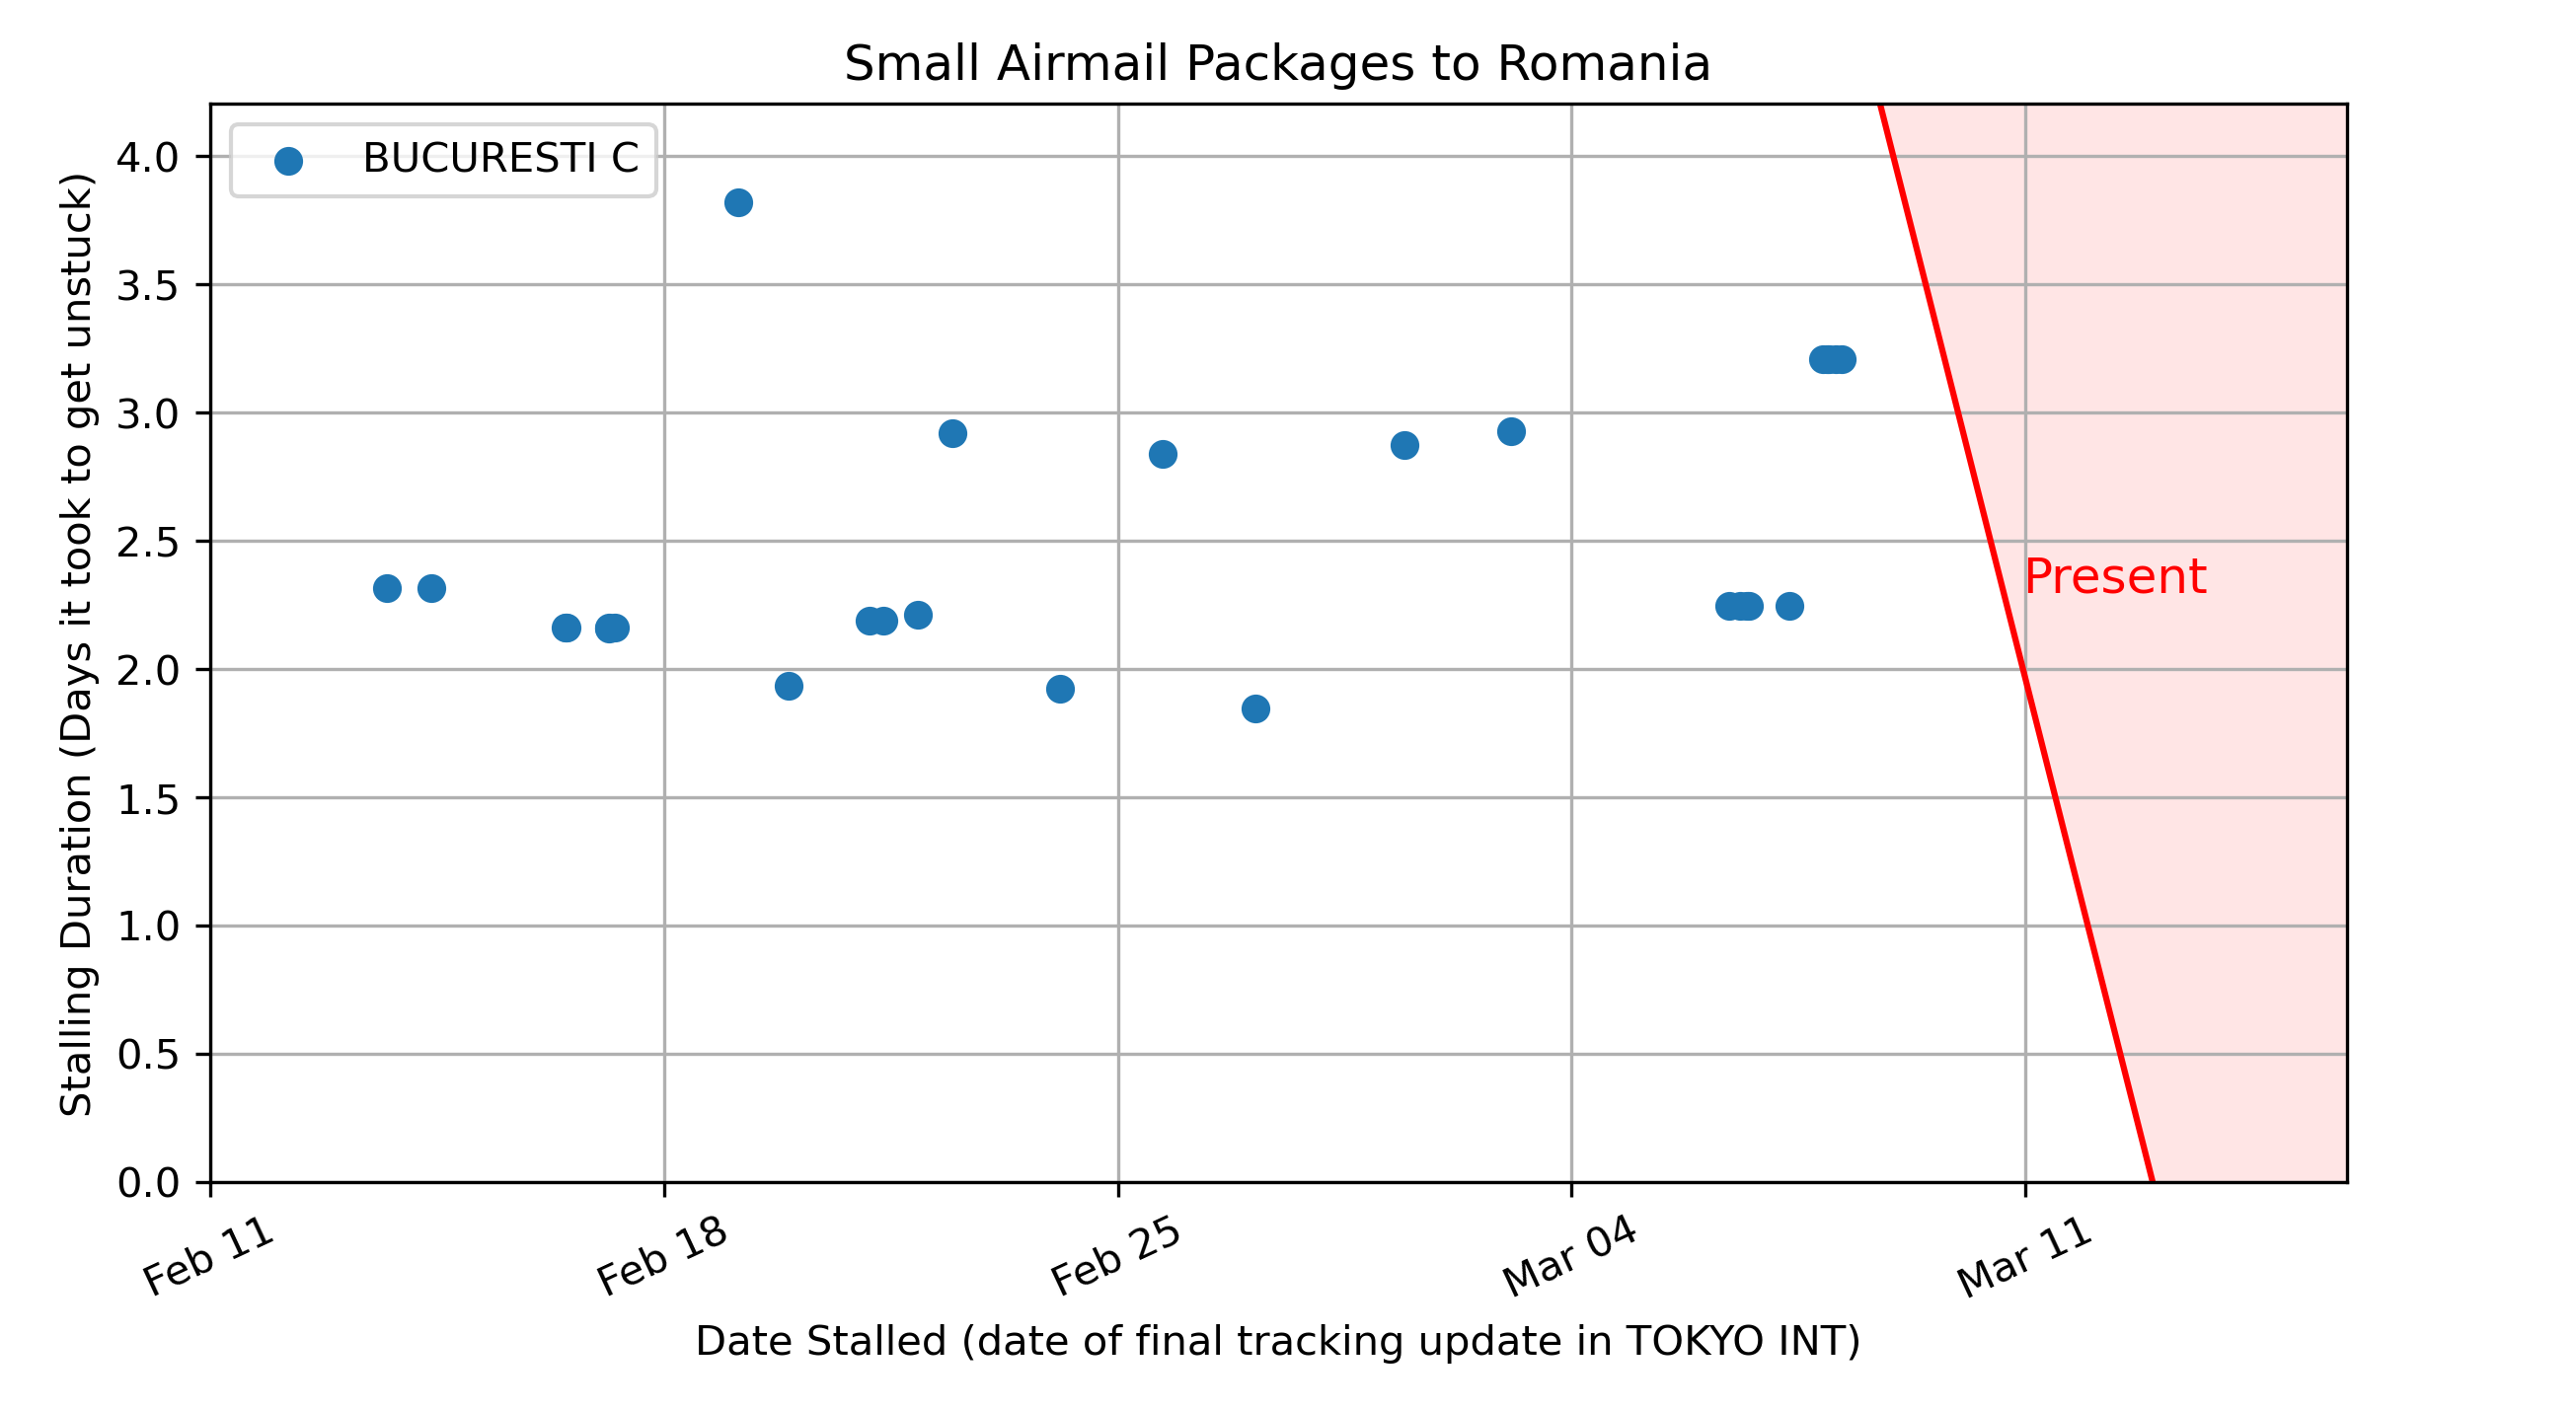 Small Airmail Packages to Romania
BUCURESTI C
Stalling Duration (Days it took to get unstuck)
4.0
3.5
3.0
2.5
2.0
1.5
1.0
0.5
0.0
Present
Feb 11
Feb 18
Feb 25
Mar 04
Mar 11
Date Stalled (date of final tracking update in TOKYO INT)